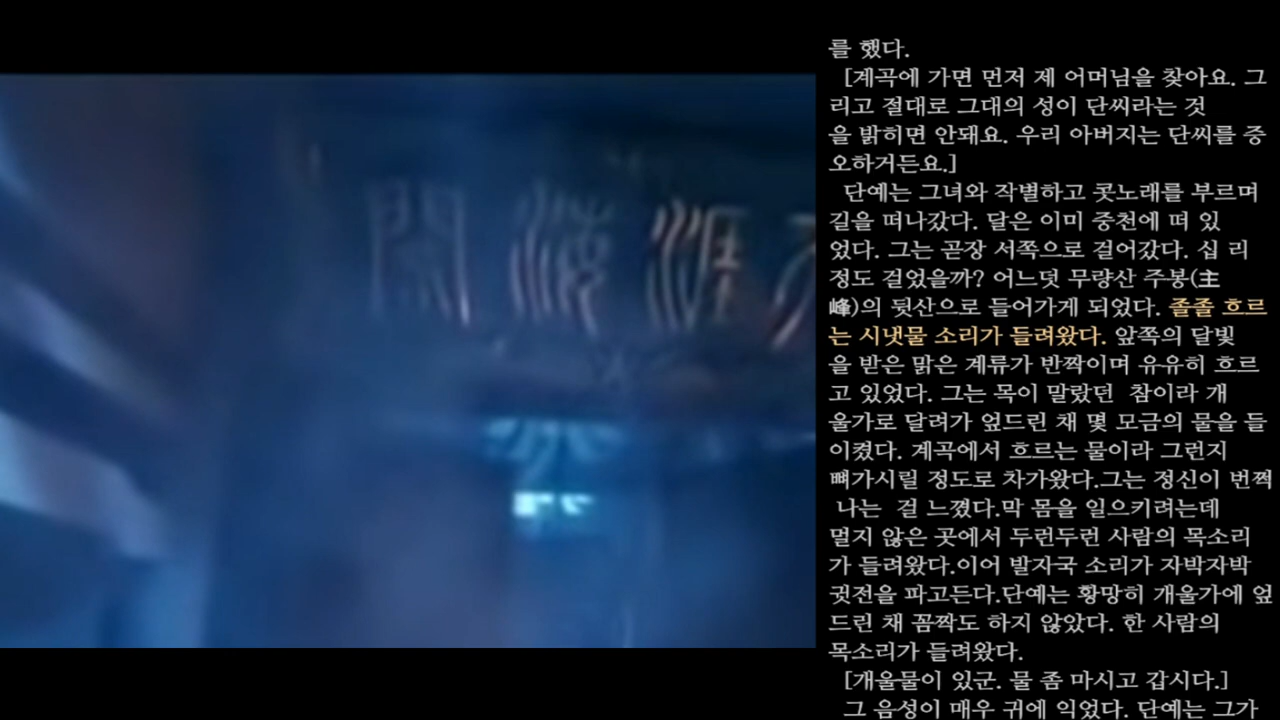 閣海涯天
를 했다.
[계곡에 가면 먼저 제 어머님을 찾아요. 그
리고 절대로 그대의 성이 단씨라는 것
을 밝히면 안돼요. 우리 아버지는 단씨를 증
오하거든요.]
단예는 그녀와 작별하고 콧노래를 부르며
길을 떠나갔다. 달은 이미 중천에 떠 있
었다. 그는 곧장 서쪽으로 걸어갔다. 십 리
정도 걸었을까? 어느덧 무량산 주봉(主
峰)의 뒷산으로 들어가게 되었다. 졸졸 흐르
는 시냇물 소리가 들려왔다. 앞쪽의 달빛
을 받은 맑은 계류가 반짝이며 유유히 흐르
고 있었다. 그는 목이 말랐던 참이라 개
울가로 달려가 엎드린 채 몇 모금의 물을 들
이켰다. 계곡에서 흐르는 물이라 그런지
뼈가시릴 정도로 차가왔다.그는 정신이 번쩍
나는 걸 느꼈다.막 몸을 일으키려는데
멀지 않은 곳에서 두런두런 사람의 목소리
가 들려왔다.이어 발자국 소리가 자박자박
귓전을 파고든다.단예는 황망히 개울가에 엎
드린 채 꼼짝도 하지 않았다. 한 사람의
목소리가 들려왔다.
[개울물이 있군. 물 좀 마시고 갑시다.]
그 음성이 매우 귀에 익었다. 단예는 그가